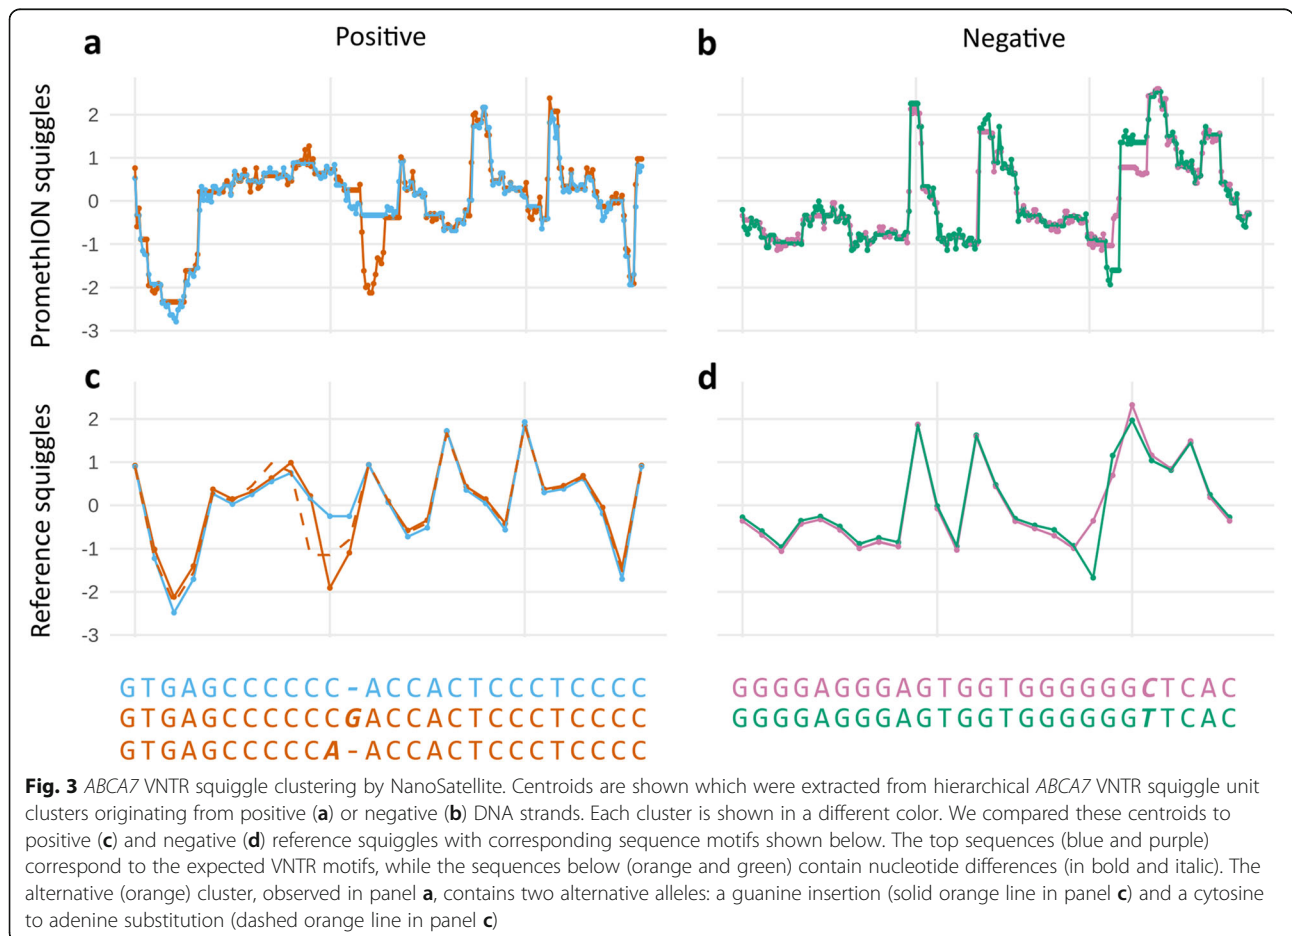 a
Positive
b
Negative
PromethION squiggles
2
1
0
-1
-2
-3
c
d
Reference squiggles
2
1
0
-1
-2
-3
GTGAGCCCCCCC-ACCACTCCCTCCCC
GTGAGCCCCCCCGACCACTCCCTCCCC
GTGAGCCCCCCA-ACCACTCCCTCCCC
GGGGAGGGAGTGGTGGGGGGCTCAC
GGGGAGGGAGTGGTGGGGGGTTCAC
Fig. 3 ABCA7 VNTR squiggle clustering by NanoSatellite. Centroids are shown which were extracted from hierarchical ABCA7 VNTR squiggle unit
clusters originating from positive (a) or negative (b) DNA strands. Each cluster is shown in a different color. We compared these centroids to
positive (c) and negative (d) reference squiggles with corresponding sequence motifs shown below. The top sequences (blue and purple)
correspond to the expected VNTR motifs, while the sequences below (orange and green) contain nucleotide differences (in bold and italic). The
alternative (orange) cluster, observed in panel a, contains two alternative alleles: a guanine insertion (solid orange line in panel c) and a cytosine
to adenine substitution (dashed orange line in panel c)